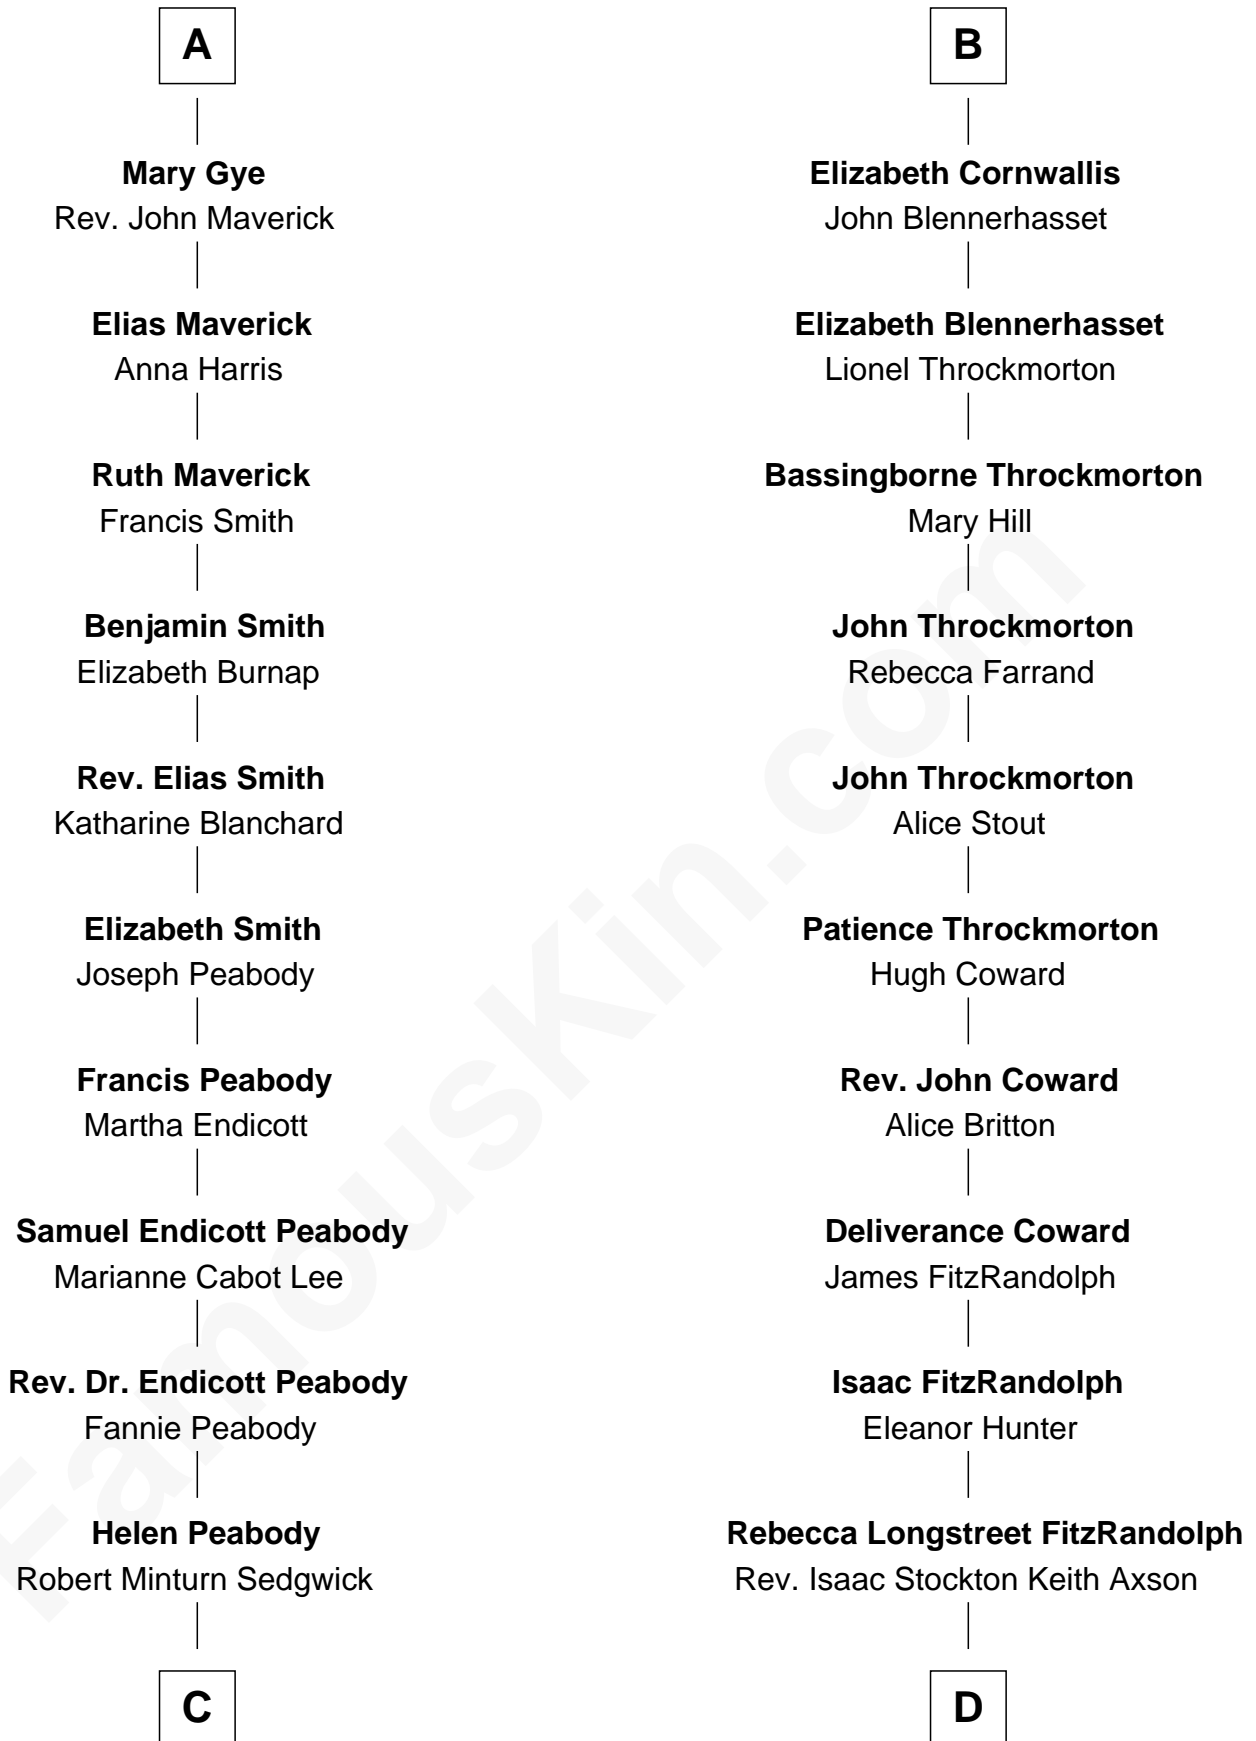 A
Mary Gye
Rev. John Maverick
Elias Maverick
Anna Harris
Ruth Maverick
Francis Smith
Benjamin Smith
Elizabeth Burnap
Rev. Elias Smith
Katharine Blanchard
Elizabeth Smith
Joseph Peabody
Francis Peabody
Martha Endicott
Samuel Endicott Peabody
Marianne Cabot Lee
Rev. Dr. Endicott Peabody
Fannie Peabody
Helen Peabody
Robert Minturn Sedgwick
C
B
Elizabeth Cornwallis
John Blennerhasset
Elizabeth Blennerhasset
Lionel Throckmorton
Bassingborne Throckmorton
Mary Hill
John Throckmorton
Rebecca Farrand
John Throckmorton
Alice Stout
Patience Throckmorton
Hugh Coward
Rev. John Coward
Alice Britton
Deliverance Coward
James FitzRandolph
Isaac FitzRandolph
Eleanor Hunter
Rebecca Longstreet FitzRandolph
Rev. Isaac Stockton Keith Axson
D
FamousKin.com